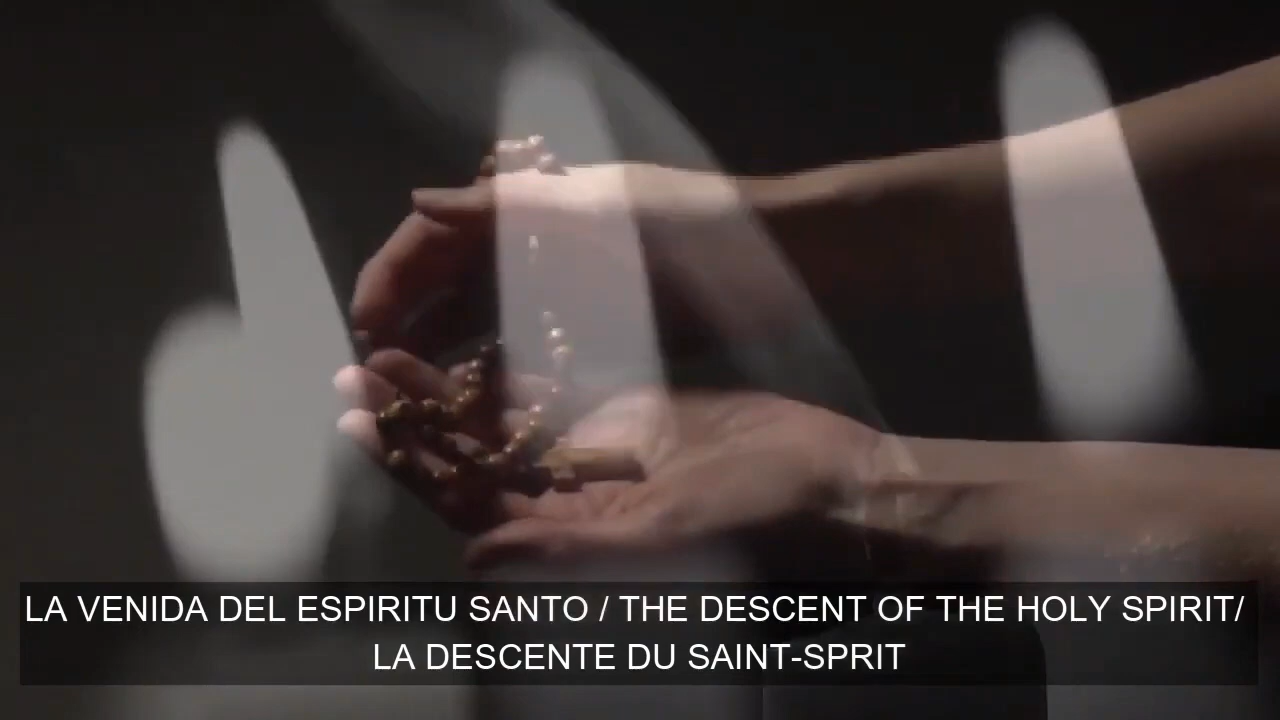 LA VENIDA DEL ESPIRITU SANTO / THE DESCENT OF THE HOLY SPIRIT/
LA DESCENTE DU SAINT-SPRIT